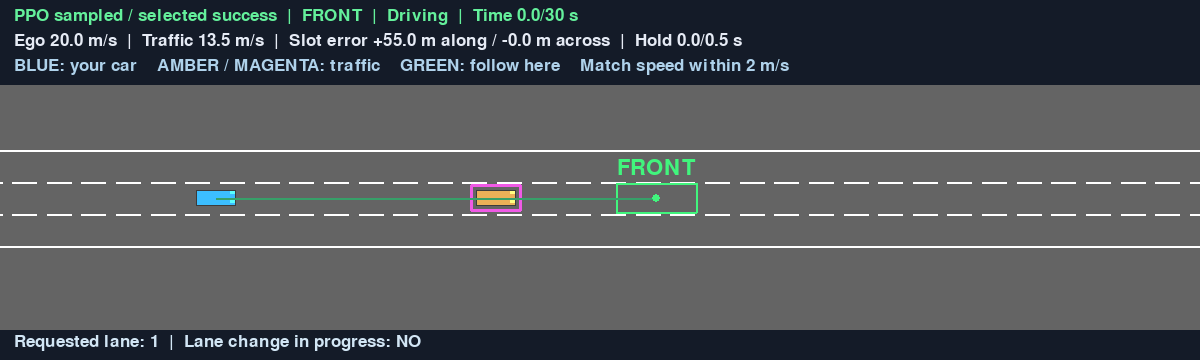 PPO sampled / selected success | FRONT | Driving | Time 0.0/30 s
Ego 20.0 m/s | Traffic 13.5 m/s | Slot error +55.0 m along / -0.0 m across | Hold 0.0/0.5 s
BLUE: your car AMBER / MAGENTA: traffic GREEN: follow here Match speed within 2 m/s
FRONT
Requested lane: 1 | Lane change in progress: NO